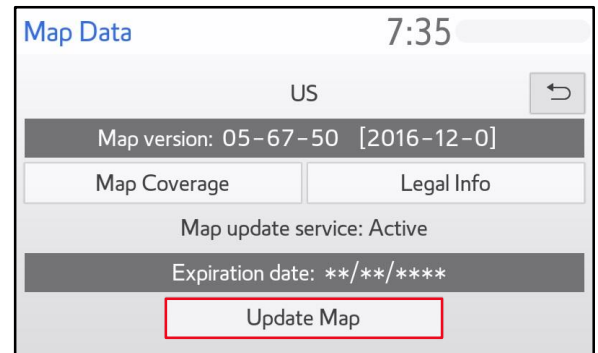 Map Data 7:35
US
Map version: 05-67-50 [2016-12-0]
Map Coverage Legal Info
Map update service: Active
Expiration date: **/**/****
Update Map